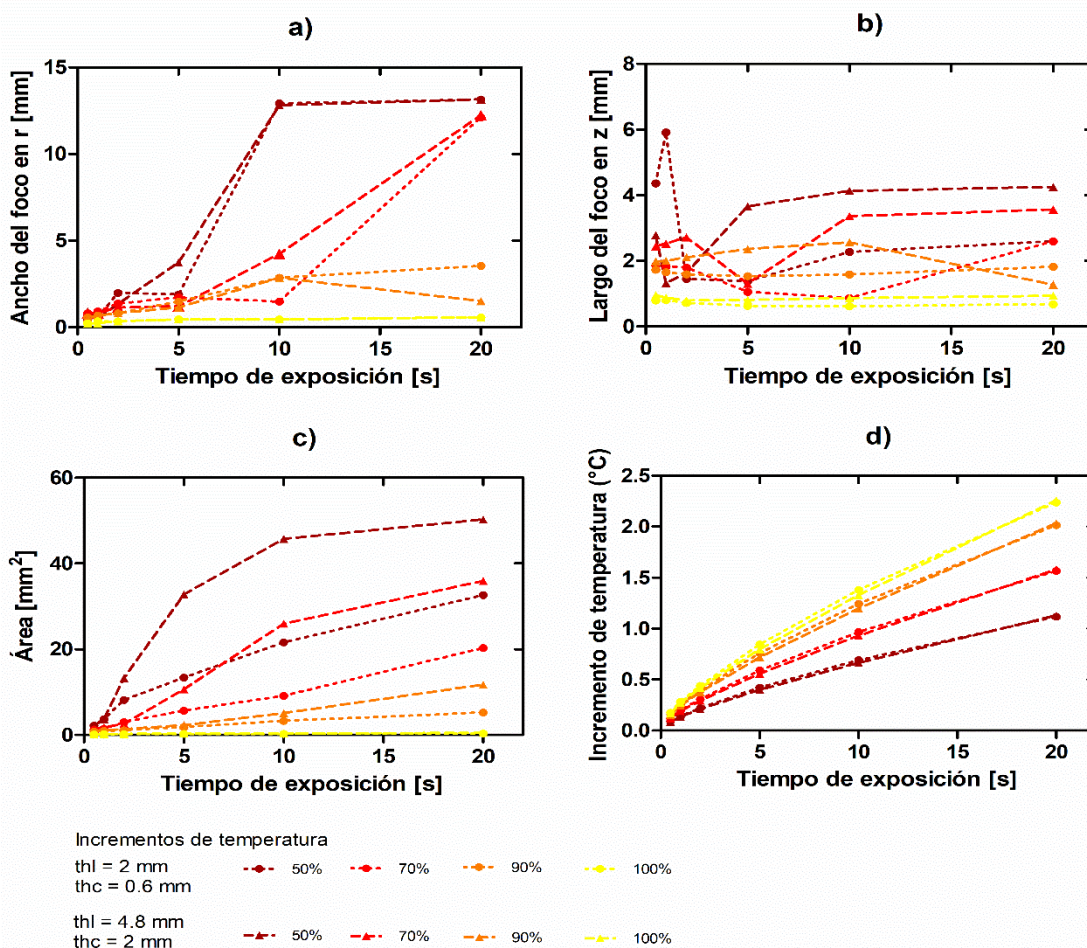 a)
Ancho del foco en r [mm]
15
10
5
0
0 5 10 15 20
Tiempo de exposición [s]
b)
Largo del foco en z [mm]
8
6
4
2
0
0 5 10 15 20
Tiempo de exposición [s]
c)
Área [mm²]
60
40
20
0
0 5 10 15 20
Tiempo de exposición [s]
d)
Incremento de temperatura (°C)
2.5
2.0
1.5
1.0
0.5
0.0
0 5 10 15 20
Tiempo de exposición [s]
Incrementos de temperatura
thl = 2 mm
thc = 0.6 mm
50% 70% 90% 100%
thl = 4.8 mm
thc = 2 mm
50% 70% 90% 100%